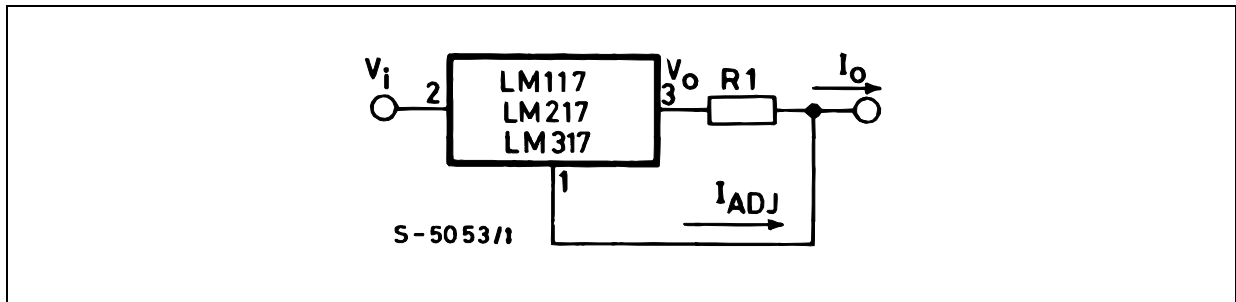 Vi
2
LM117
LM217
LM317
Vo
3
R1
Io
1
IADJ
S-5053/1